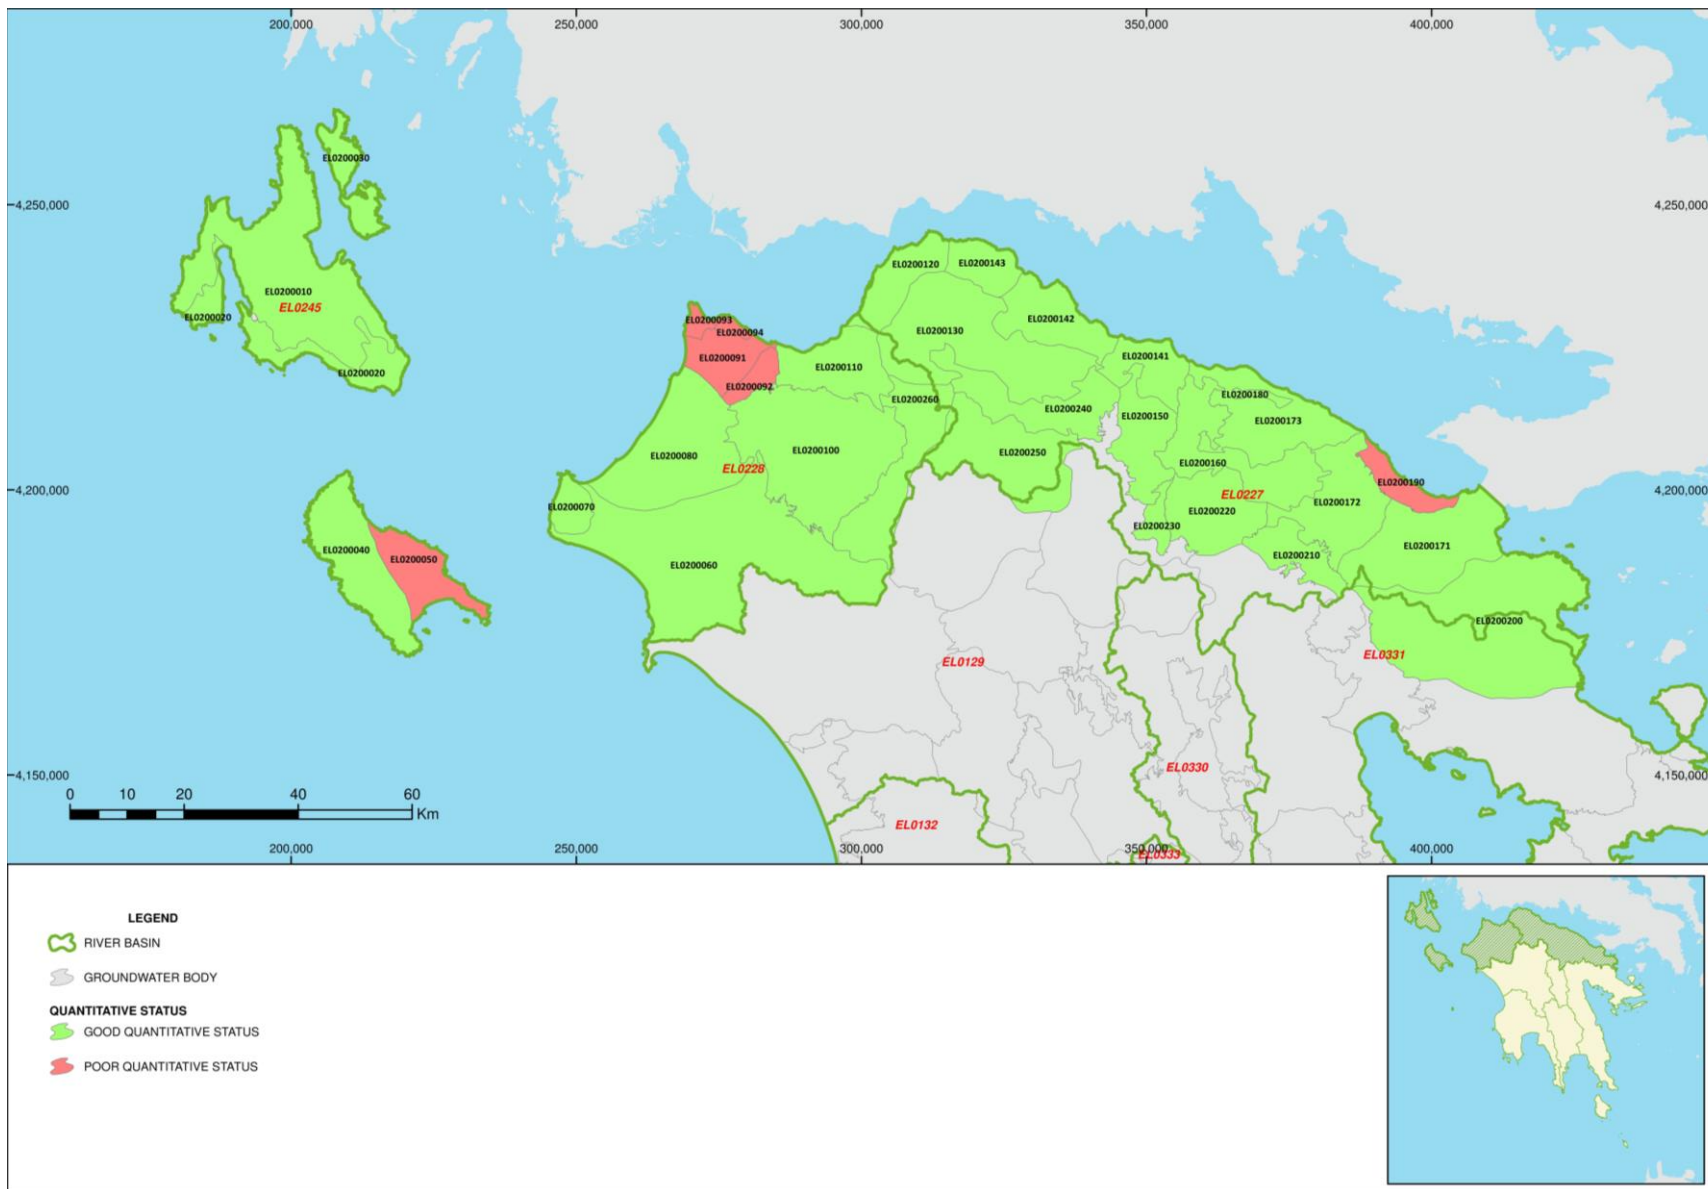 200,000
250,000
300,000
350,000
400,000
EL0200030
4,250,000
4,250,000
EL0200120
EL0200143
EL0200010
EL0245
EL0200020
EL0200093
EL0200094
EL0200142
EL0200130
EL0200091
EL0200141
EL0200020
EL0200092
EL0200110
EL0200260
EL0200180
EL0200240
EL0200150
EL0200173
EL0200080
EL0228
EL0200100
EL0200250
EL0200160
EL0200190
4,200,000
4,200,000
EL0227
EL0200070
EL0200172
EL0200220
EL0200230
EL0200040
EL0200050
EL0200060
EL0200210
EL0200171
EL0200200
EL0129
EL0331
EL0330
4,150,000
4,150,000
0 10 20 40 60
Km
EL0132
200,000
250,000
300,000
350,000
EL0333
400,000
LEGEND
RIVER BASIN
GROUNDWATER BODY
QUANTITATIVE STATUS
GOOD QUANTITATIVE STATUS
POOR QUANTITATIVE STATUS